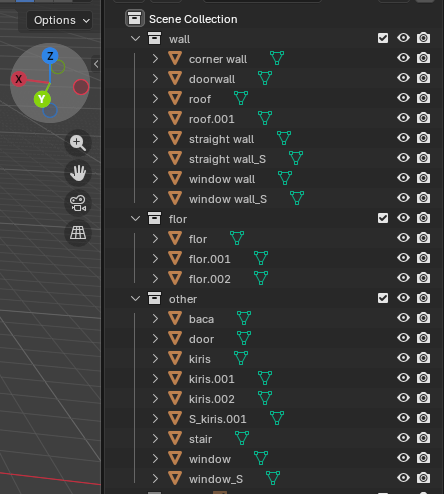 Options
Z
X
Y
Scene Collection
wall
corner wall
doorwall
roof
roof.001
straight wall
straight wall_S
window wall
window wall_S
flor
flor
flor.001
flor.002
other
baca
door
kiris
kiris.001
kiris.002
S_kiris.001
stair
window
window_S